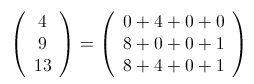 ( 4 ) = ( 0 + 4 + 0 + 0 )
( 9 ) = ( 8 + 0 + 0 + 1 )
( 13 ) = ( 8 + 4 + 0 + 1 )